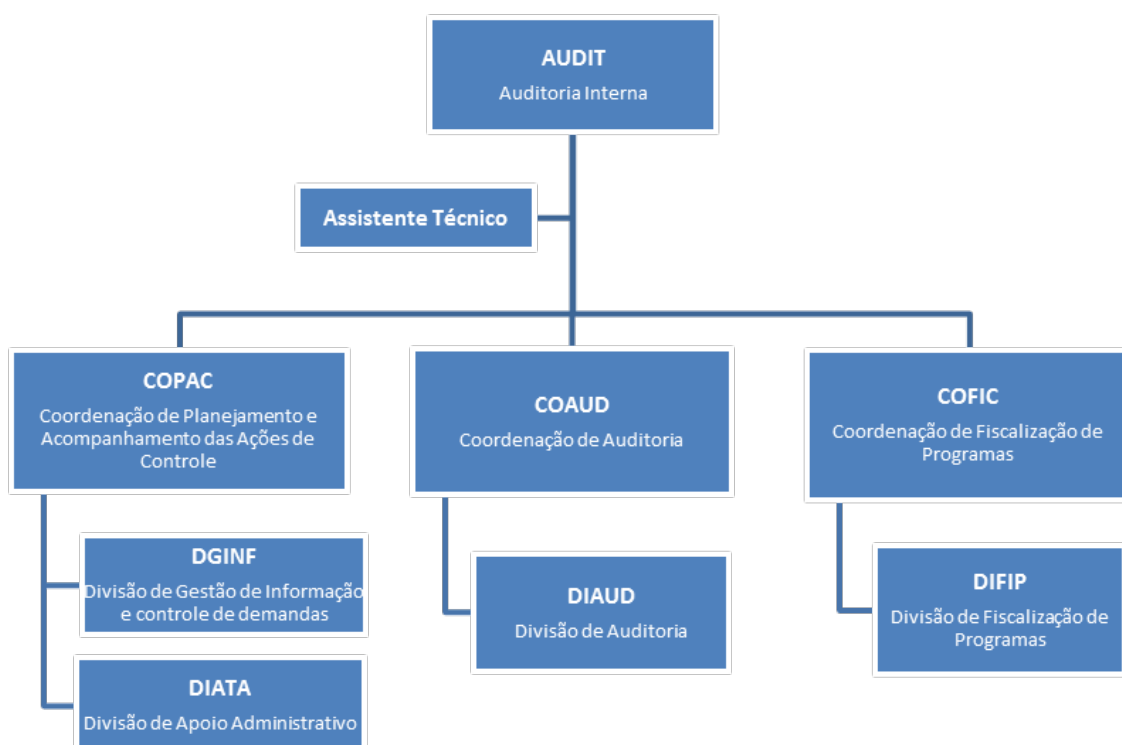 AUDIT
Auditoria Interna
Assistente Técnico
COPAC
Coordenação de Planejamento e
Acompanhamento das Ações de
Controle
COAUD
Coordenação de Auditoria
COFIC
Coordenação de Fiscalização de
Programas
DGINF
Divisão de Gestão de Informação
e controle de demandas
DIATA
Divisão de Apoio Administrativo
DIAUD
Divisão de Auditoria
DIFIP
Divisão de Fiscalização de
Programas